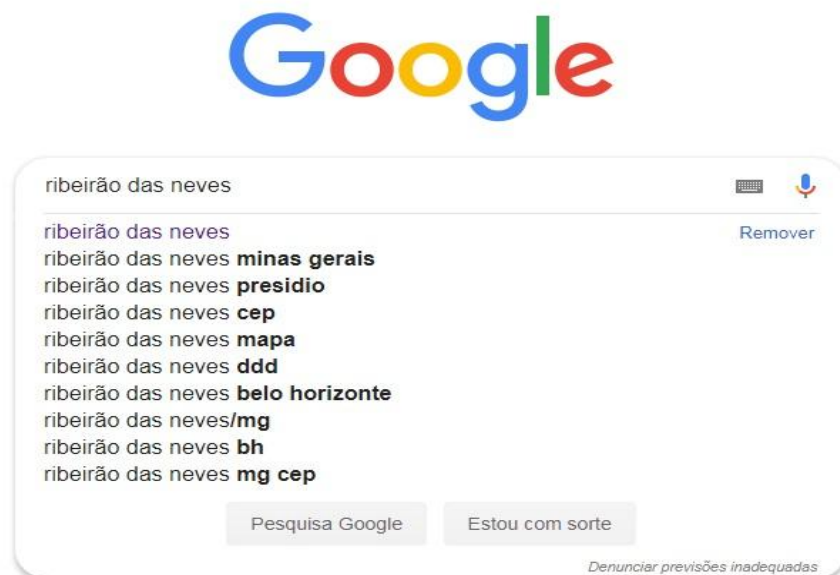 Google
ribeirão das neves
ribeirão das neves
Remover
ribeirão das neves minas gerais
ribeirão das neves presidio
ribeirão das neves cep
ribeirão das neves mapa
ribeirão das neves ddd
ribeirão das neves belo horizonte
ribeirão das neves/mg
ribeirão das neves bh
ribeirão das neves mg cep
Pesquisa Google
Estou com sorte
Denunciar previsões inadequadas